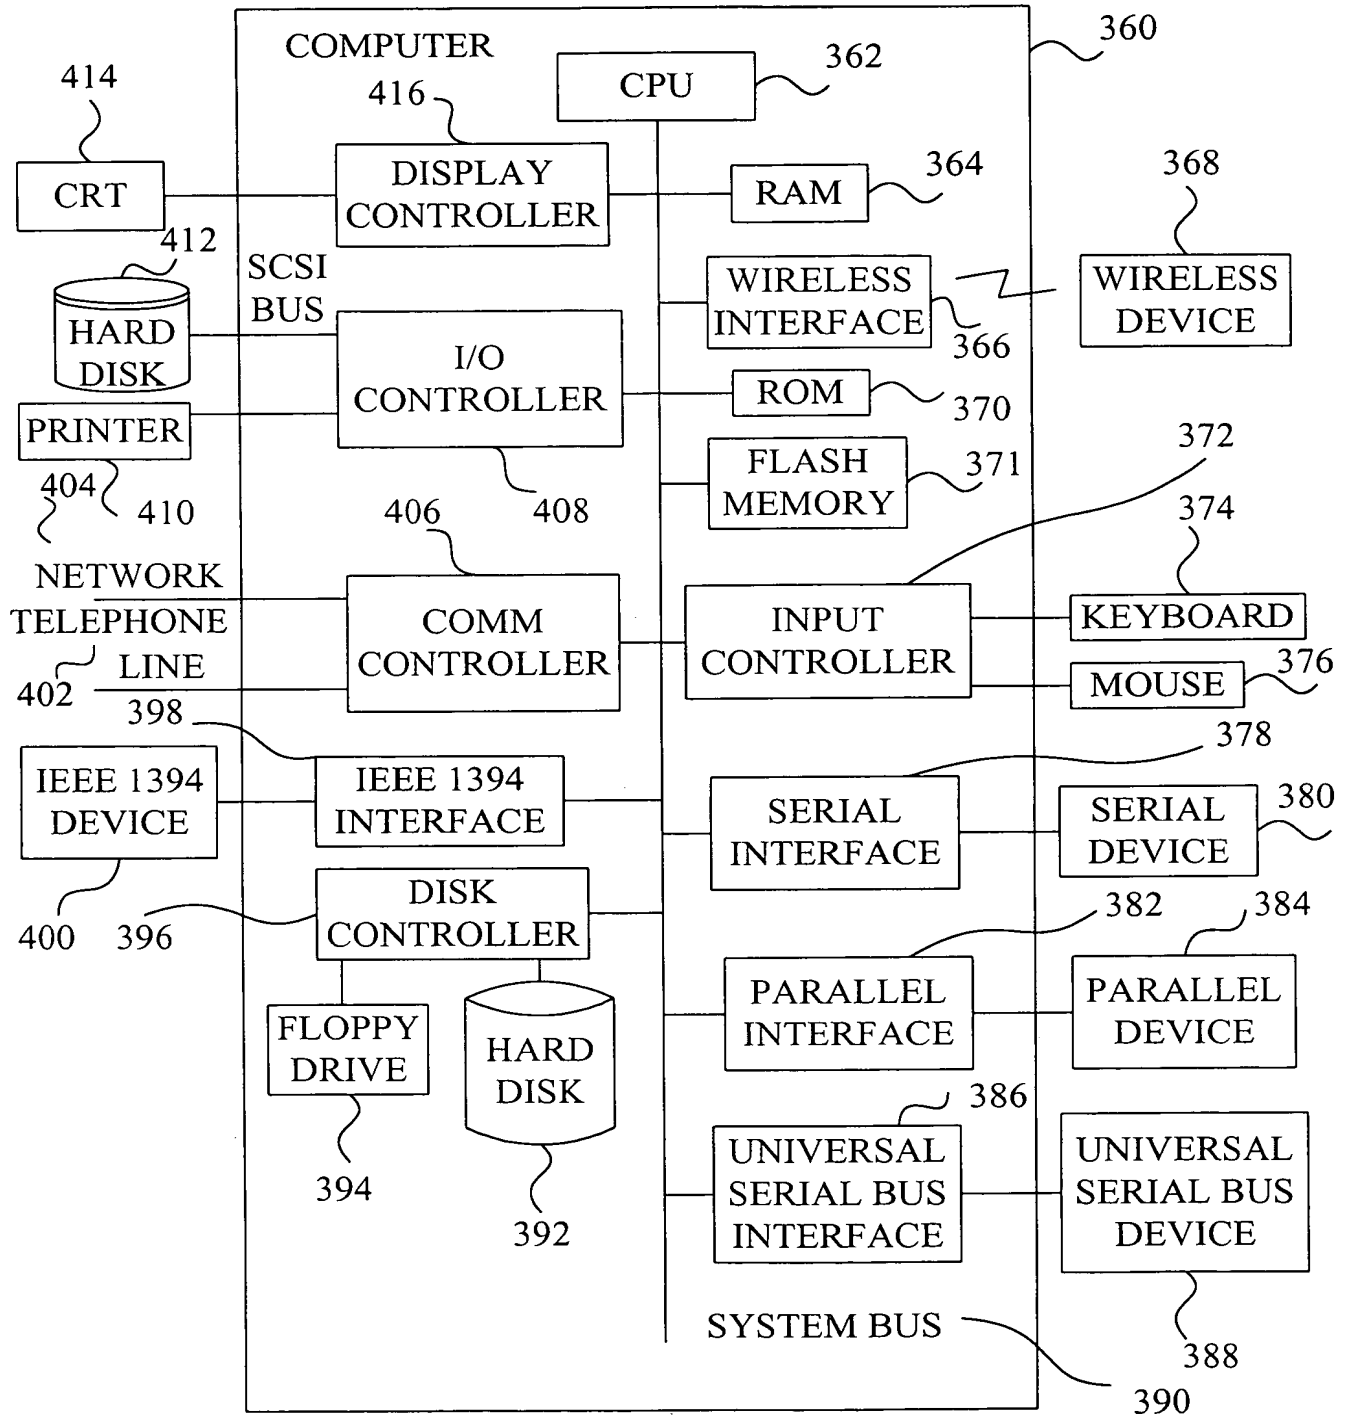 COMPUTER
360
362
CPU
414
416
CRT
DISPLAY
CONTROLLER
RAM
364
368
412
SCSI
BUS
HARD
DISK
WIRELESS
INTERFACE
366
WIRELESS
DEVICE
I/O
CONTROLLER
ROM
370
PRINTER
410
408
FLASH
MEMORY
371
372
374
404
406
NETWORK
TELEPHONE
LINE
402
COMM
CONTROLLER
INPUT
CONTROLLER
KEYBOARD
MOUSE
376
398
378
IEEE 1394
DEVICE
400
IEEE 1394
INTERFACE
SERIAL
INTERFACE
SERIAL
DEVICE
380
396
DISK
CONTROLLER
382
384
FLOPPY
DRIVE
394
HARD
DISK
392
PARALLEL
INTERFACE
PARALLEL
DEVICE
386
UNIVERSAL
SERIAL BUS
INTERFACE
UNIVERSAL
SERIAL BUS
DEVICE
388
SYSTEM BUS
390